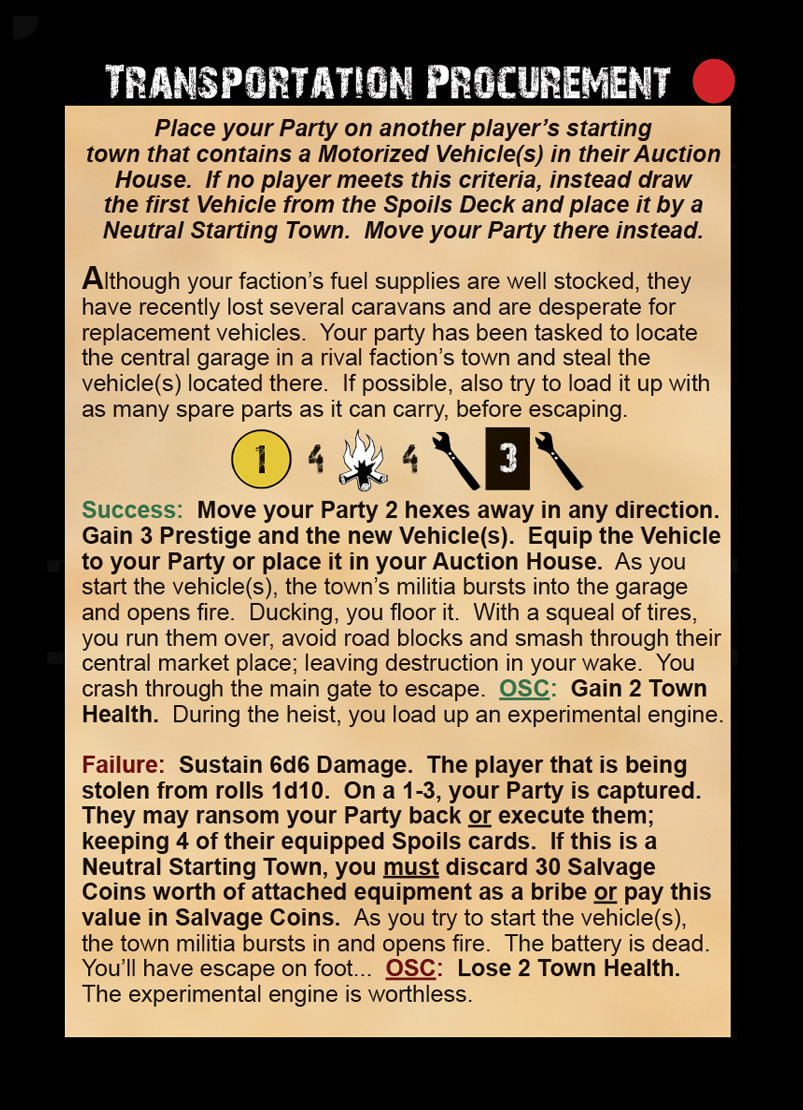 TRANSPORTATION PROCUREMENT
Place your Party on another player's starting
town that contains a Motorized Vehicle(s) in their Auction
House.  If no player meets this criteria, instead draw
the first Vehicle from the Spoils Deck and place it by a
Neutral Starting Town.  Move your Party there instead.
Although your faction's fuel supplies are well stocked, they
have recently lost several caravans and are desperate for
replacement vehicles.  Your party has been tasked to locate
the central garage in a rival faction's town and steal the
vehicle(s) located there.  If possible, also try to load it up with
as many spare parts as it can carry, before escaping.
1 4 4 3
Success:  Move your Party 2 hexes away in any direction.
Gain 3 Prestige and the new Vehicle(s).  Equip the Vehicle
to your Party or place it in your Auction House.  As you
start the vehicle(s), the town's militia bursts into the garage
and opens fire.  Ducking, you floor it.  With a squeal of tires,
you run them over, avoid road blocks and smash through their
central market place; leaving destruction in your wake.  You
crash through the main gate to escape.  OSC:  Gain 2 Town
Health.  During the heist, you load up an experimental engine.
Failure:  Sustain 6d6 Damage.  The player that is being
stolen from rolls 1d10.  On a 1-3, your Party is captured.
They may ransom your Party back or execute them;
keeping 4 of their equipped Spoils cards.  If this is a
Neutral Starting Town, you must discard 30 Salvage
Coins worth of attached equipment as a bribe or pay this
value in Salvage Coins.  As you try to start the vehicle(s),
the town militia bursts in and opens fire.  The battery is dead.
You'll have escape on foot...  OSC:  Lose 2 Town Health.
The experimental engine is worthless.